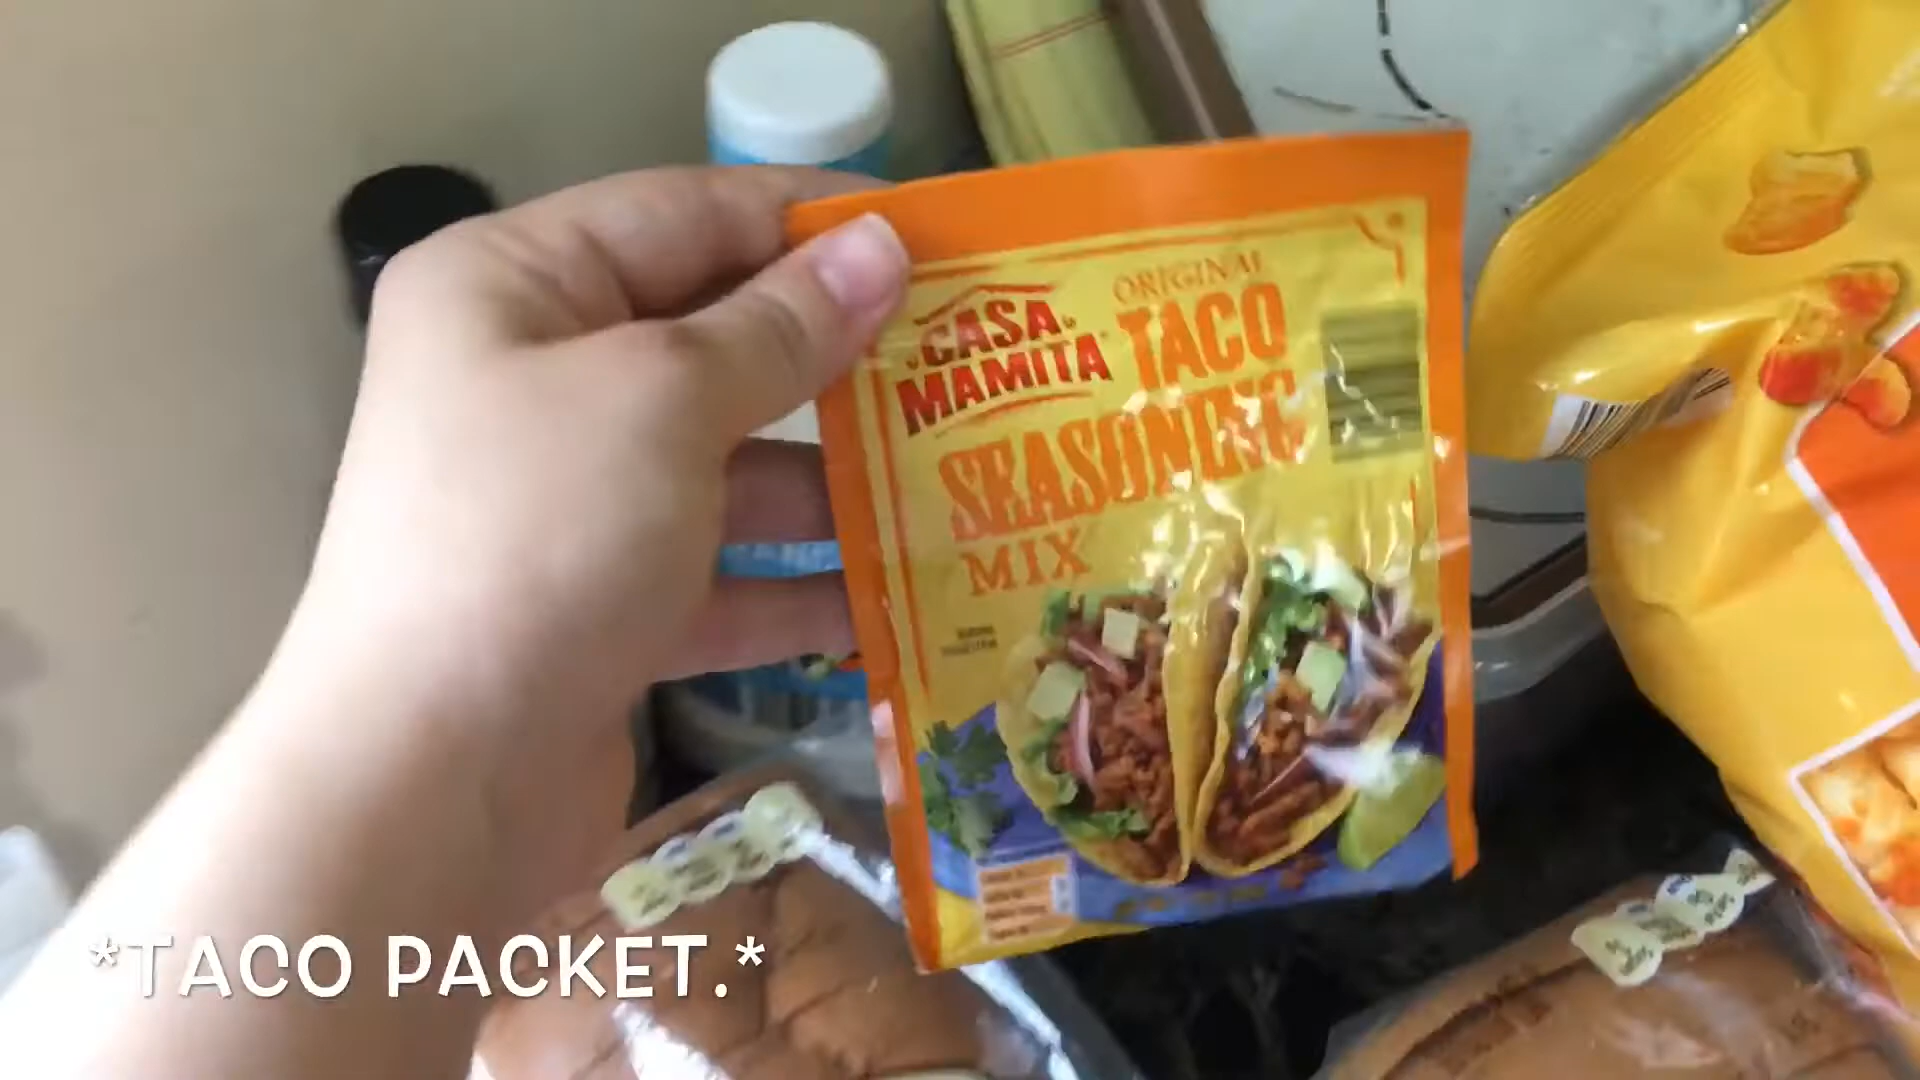 CASA
MAMITA
ORIGINAL
TACO
SEASONING
MIX
*TACO PACKET.*